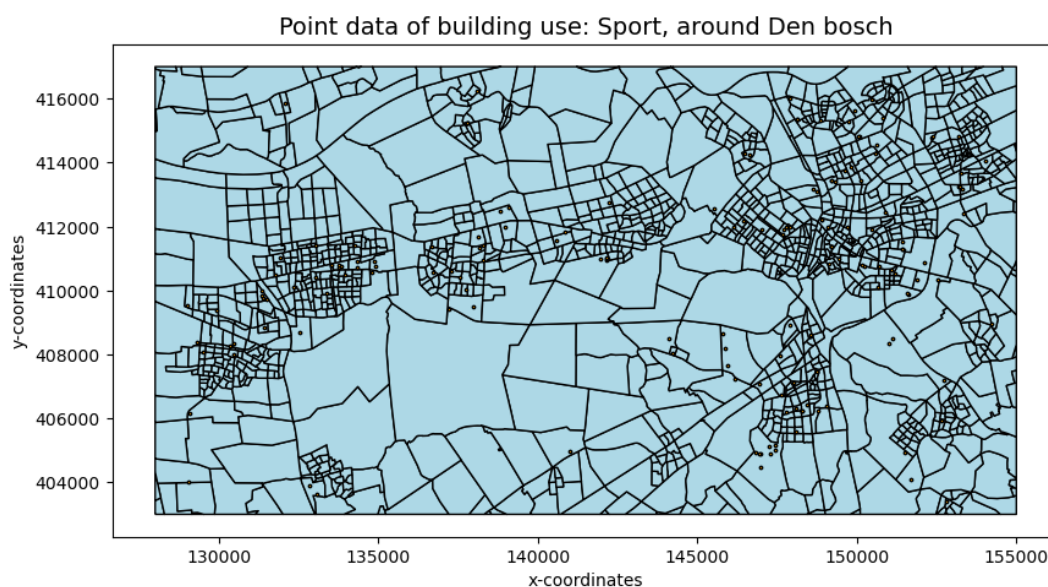 Point data of building use: Sport, around Den bosch
y-coordinates
416000
414000
412000
410000
408000
406000
404000
130000 135000 140000 145000 150000 155000
x-coordinates